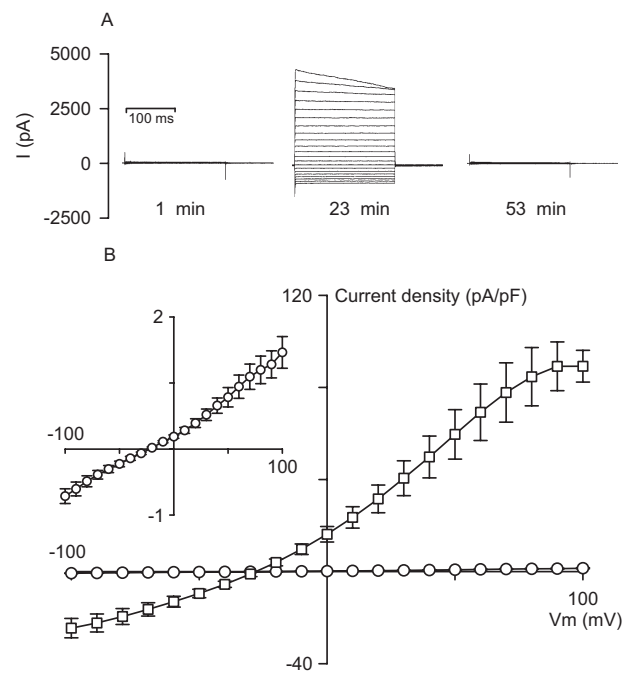 A
5000
2500
0
-2500
I (pA)
100 ms
1 min
23 min
53 min
B
120
Current density (pA/pF)
2
-100
100
-1
-100
100
Vm (mV)
-40